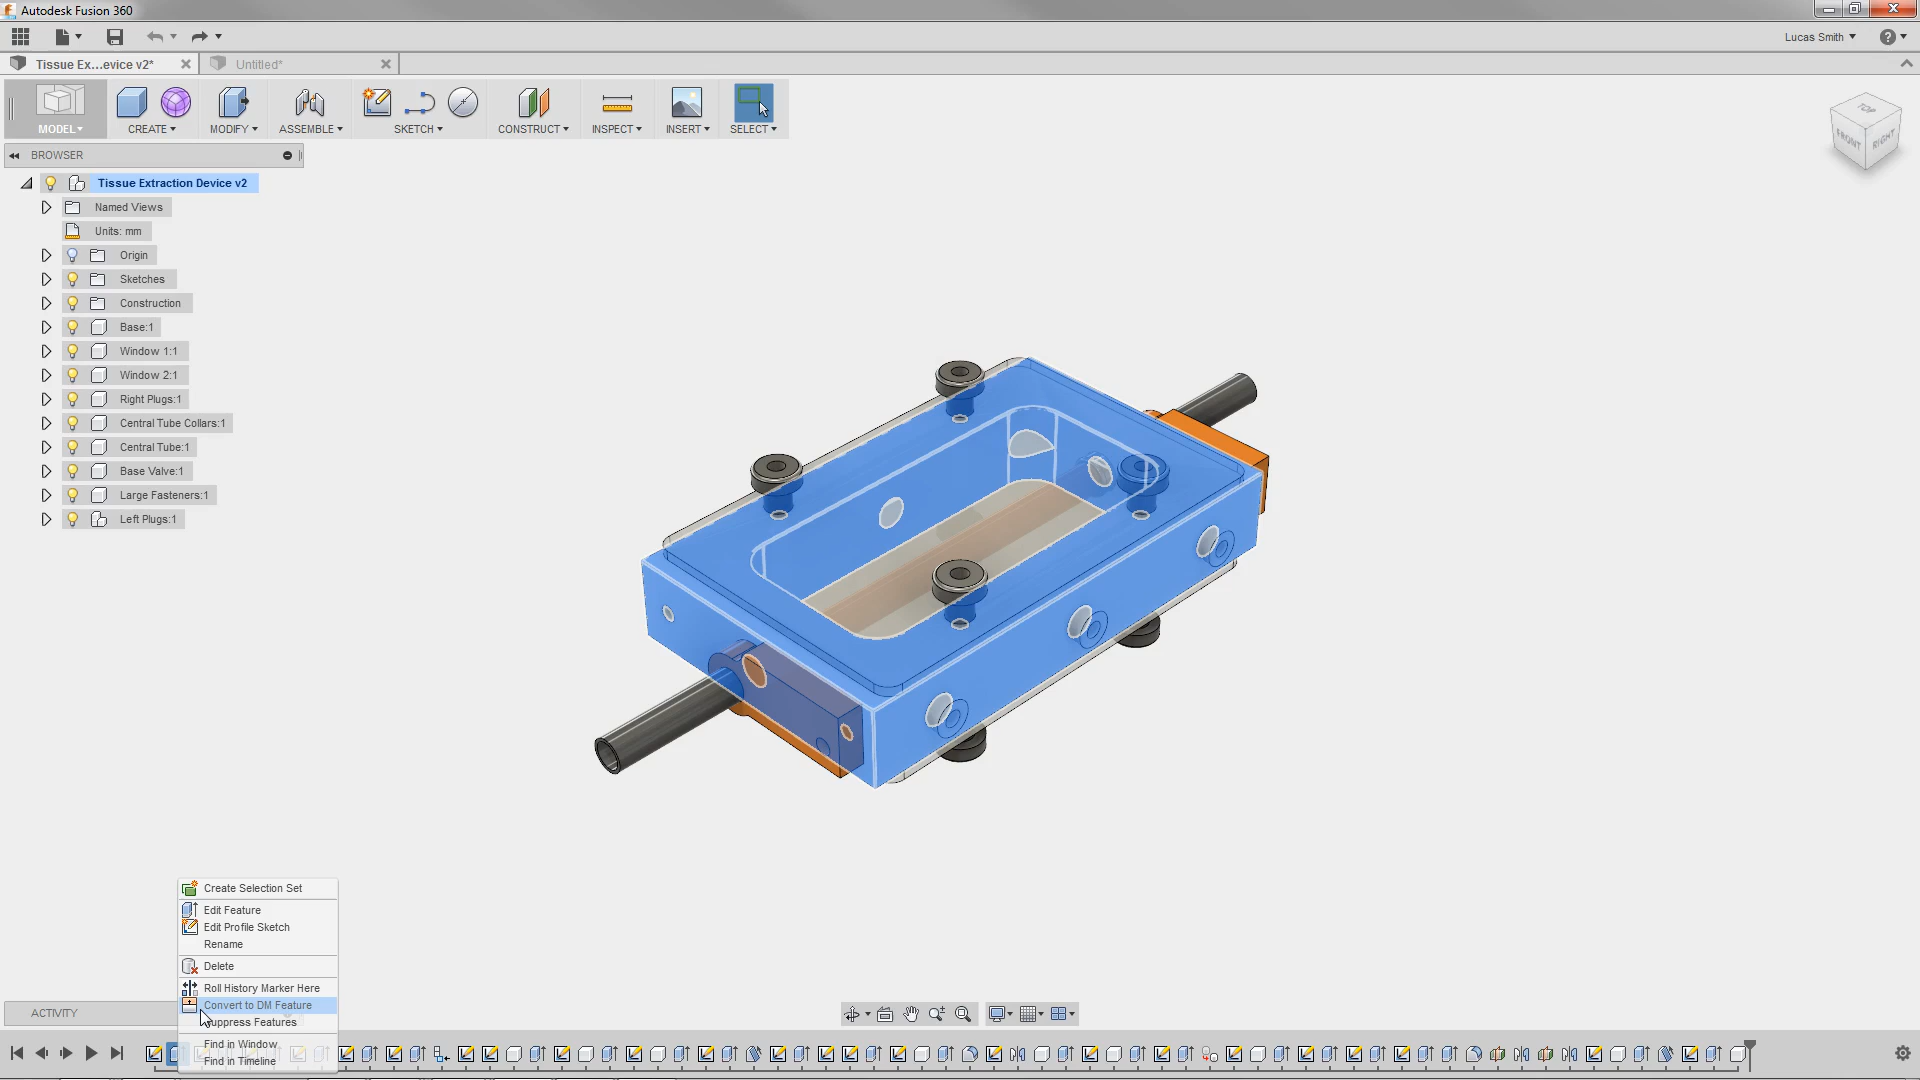 Autodesk Fusion 360
Lucas Smith
Tissue Ex...evice v2*
Untitled*
MODEL
CREATE
MODIFY
ASSEMBLE
SKETCH
CONSTRUCT
INSPECT
INSERT
SELECT
TOP
FRONT
RIGHT
BROWSER
Tissue Extraction Device v2
Named Views
Units: mm
Origin
Sketches
Construction
Base:1
Window 1:1
Window 2:1
Right Plugs:1
Central Tube Collars:1
Central Tube:1
Base Valve:1
Large Fasteners:1
Left Plugs:1
Create Selection Set
Edit Feature
Edit Profile Sketch
Rename
Delete
Roll History Marker Here
Convert to DM Feature
uppress Features
Find in Window
Find in Timeline
ACTIVITY